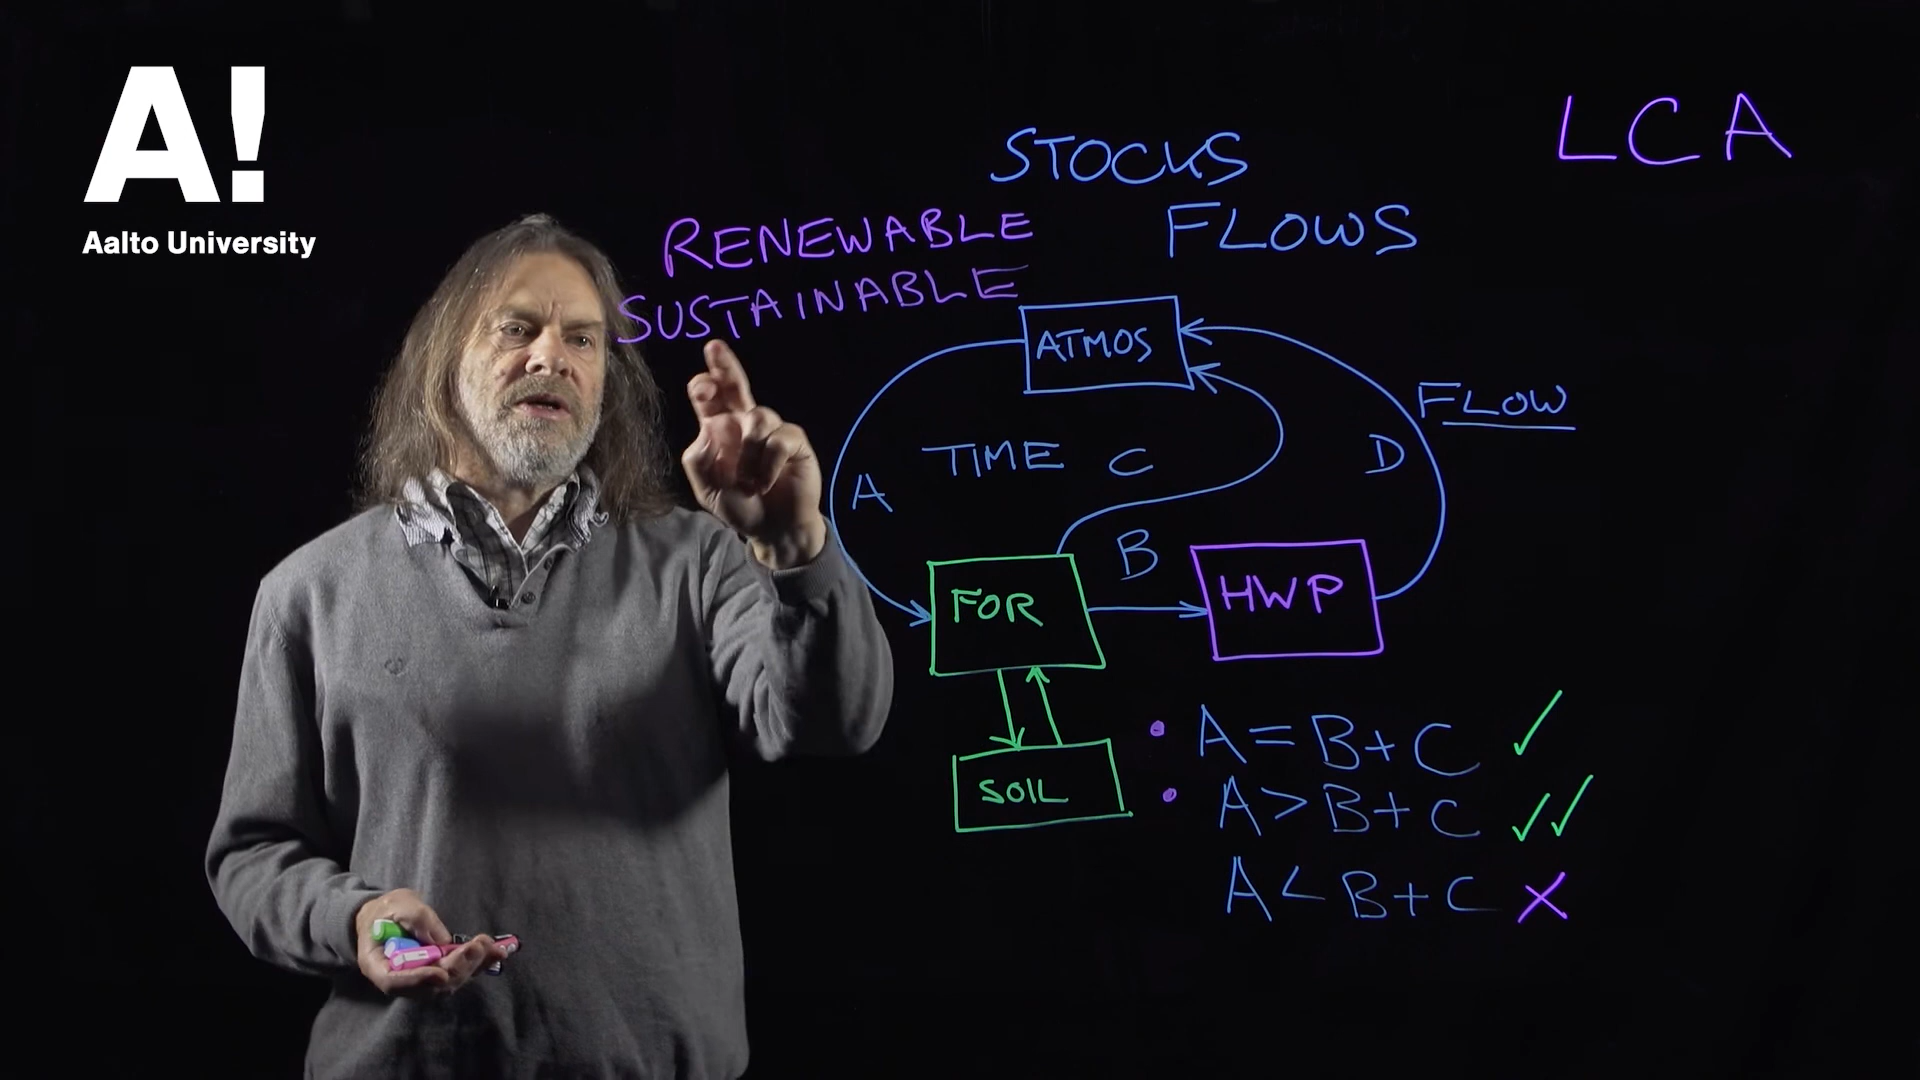 A!
Aalto University
LCA
STOCKS
FLOWS
RENEWABLE
SUSTAINABLE
ATMOS
FLOW
TIME
C
D
A
B
FOR
HWP
SOIL
• A = B + C ✓
• A > B + C ✓✓
A < B + C X